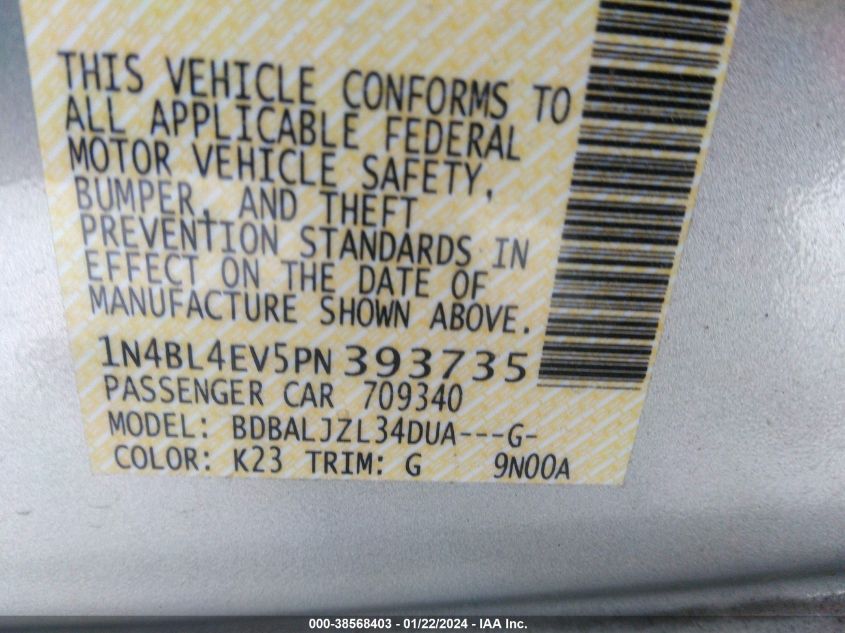 THIS VEHICLE CONFORMS TO
ALL APPLICABLE FEDERAL
MOTOR VEHICLE SAFETY,
BUMPER, AND THEFT
PREVENTION STANDARDS IN
EFFECT ON THE DATE OF
MANUFACTURE SHOWN ABOVE.
1N4BL4EV5PN393735
PASSENGER CAR 709340
MODEL: BDBALJZL34DUA---G-
COLOR: K23 TRIM: G 9N00A
000-38568403 - 01/22/2024 - IAA Inc.